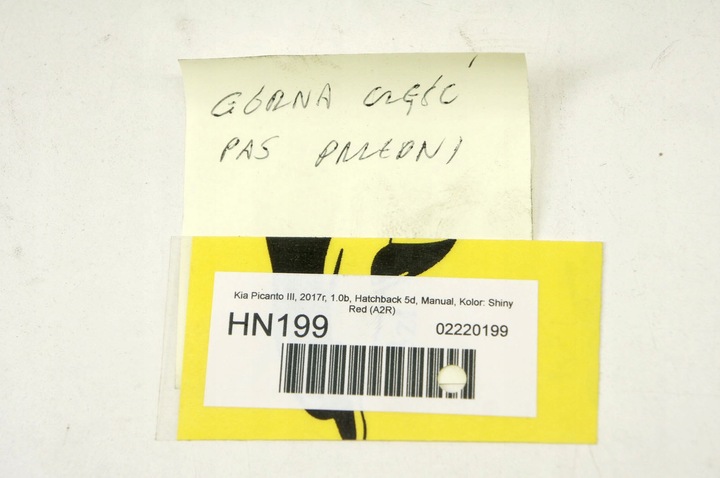 GÓRNA CZĘŚĆ
PAS PRZEDNI
Kia Picanto III, 2017r, 1.0b, Hatchback 5d, Manual, Kolor: Shiny
Red (A2R)
HN199 02220199